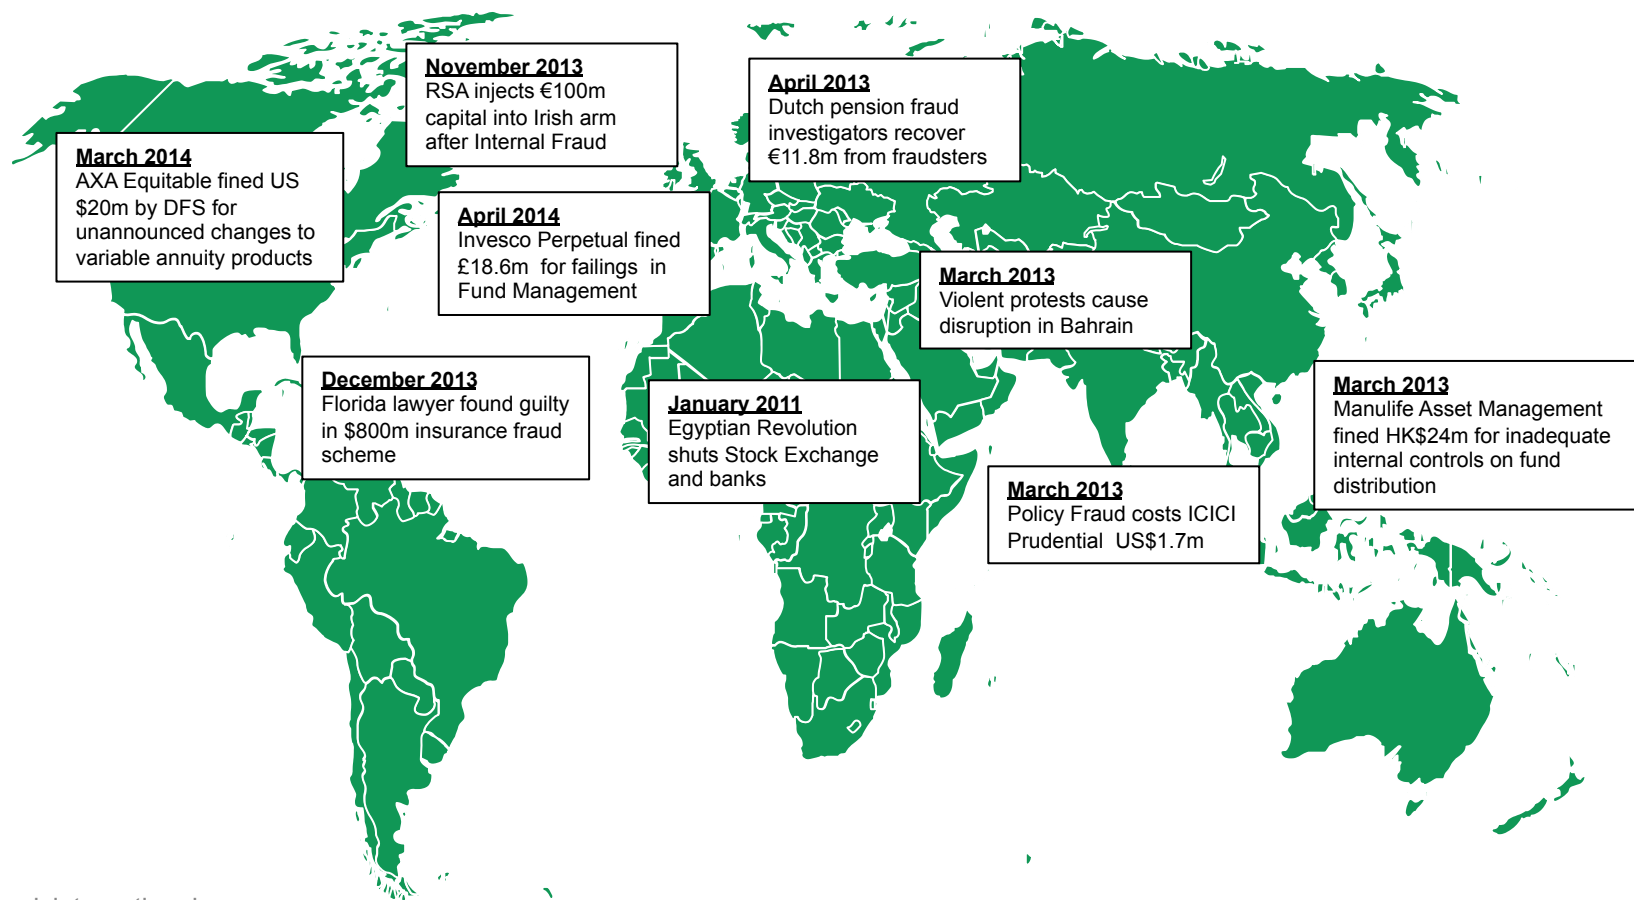 November 2013
RSA injects €100m
capital into Irish arm
after Internal Fraud
April 2013
Dutch pension fraud
investigators recover
€11.8m from fraudsters
March 2014
AXA Equitable fined US
$20m by DFS for
unannounced changes to
variable annuity products
April 2014
Invesco Perpetual fined
£18.6m for failings in
Fund Management
March 2013
Violent protests cause
disruption in Bahrain
December 2013
Florida lawyer found guilty
in $800m insurance fraud
scheme
January 2011
Egyptian Revolution
shuts Stock Exchange
and banks
March 2013
Manulife Asset Management
fined HK$24m for inadequate
internal controls on fund
distribution
March 2013
Policy Fraud costs ICICI
Prudential US$1.7m